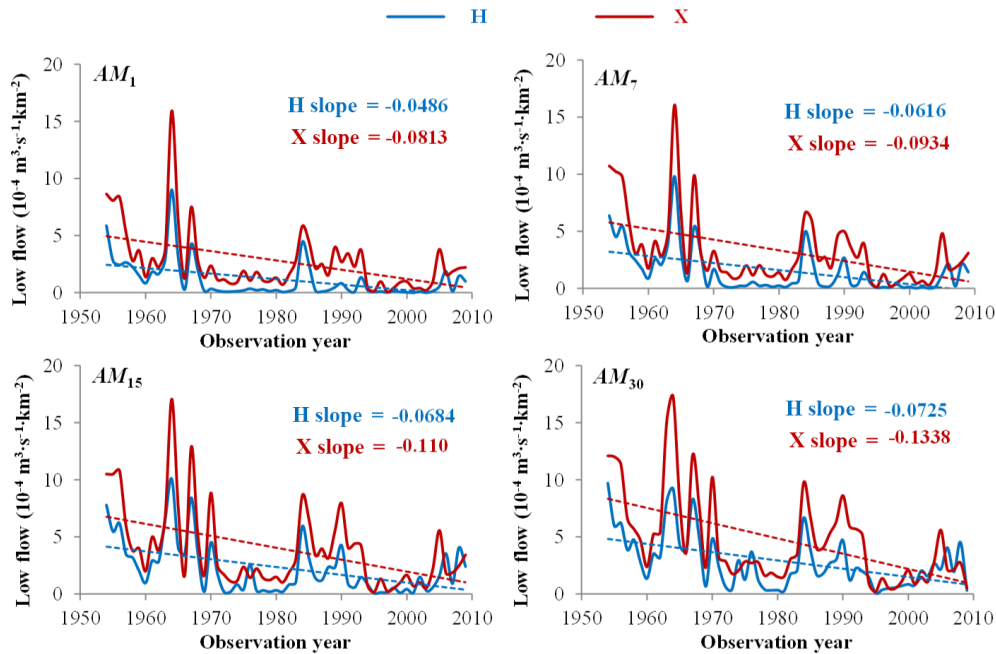 H X
AM1
H slope = -0.0486
X slope = -0.0813
Low flow (10-4 m3·s-1·km-2)
20
15
10
5
0
1950 1960 1970 1980 1990 2000 2010
Observation year
AM7
H slope = -0.0616
X slope = -0.0934
Low flow (10-4 m3·s-1·km-2)
20
15
10
5
0
1950 1960 1970 1980 1990 2000 2010
Observation year
AM15
H slope = -0.0684
X slope = -0.110
Low flow (10-4 m3·s-1·km-2)
20
15
10
5
0
1950 1960 1970 1980 1990 2000 2010
Observation year
AM30
H slope = -0.0725
X slope = -0.1338
Low flow (10-4 m3·s-1·km-2)
20
15
10
5
0
1950 1960 1970 1980 1990 2000 2010
Observation year